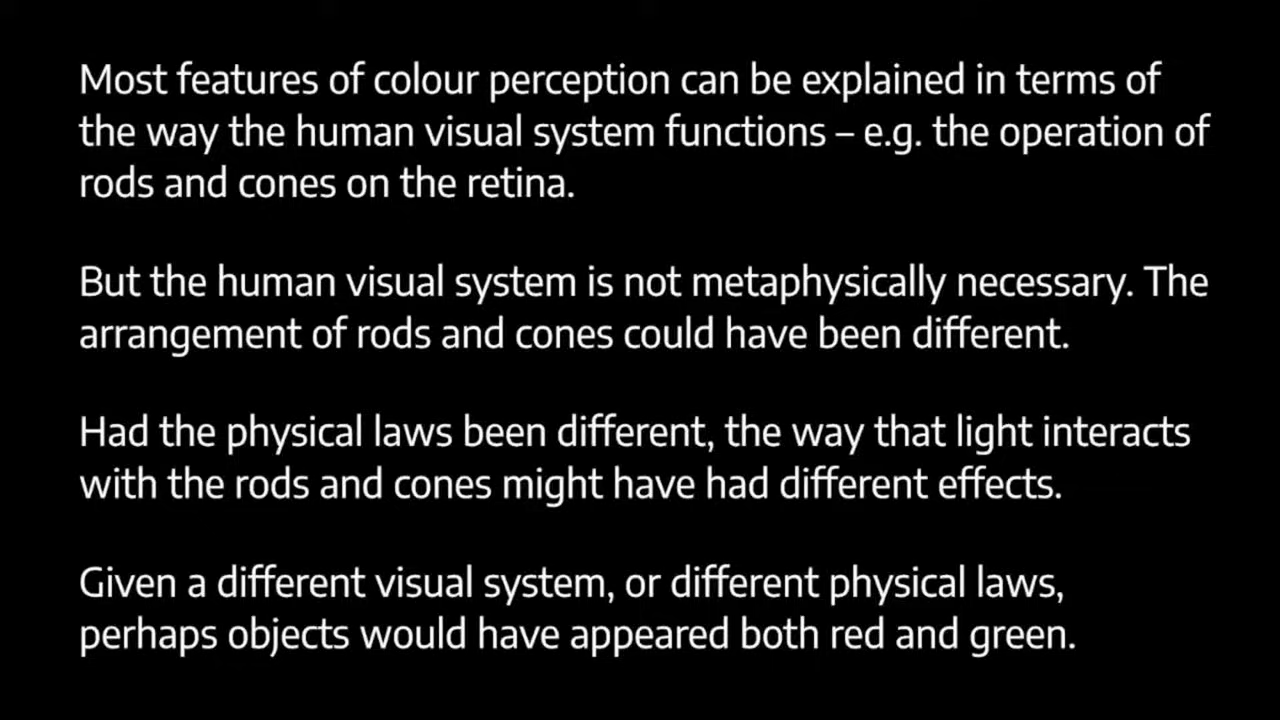 Most features of colour perception can be explained in terms of
the way the human visual system functions – e.g. the operation of
rods and cones on the retina.
But the human visual system is not metaphysically necessary. The
arrangement of rods and cones could have been different.
Had the physical laws been different, the way that light interacts
with the rods and cones might have had different effects.
Given a different visual system, or different physical laws,
perhaps objects would have appeared both red and green.